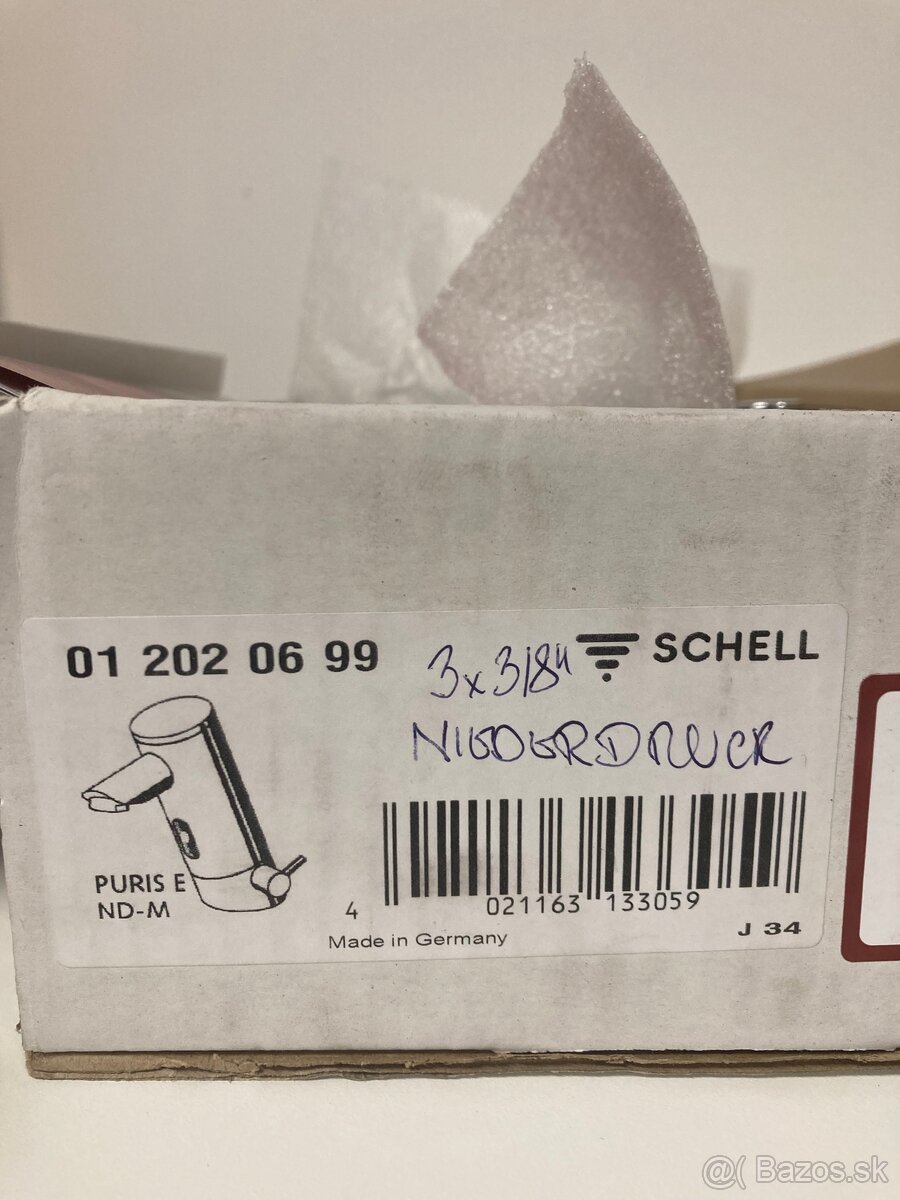 01 202 06 99
3x3/8"
SCHELL
NIEDERDRUCK
PURIS E
ND-M
4 021163 133059
Made in Germany
J 34
@( Bazos.sk